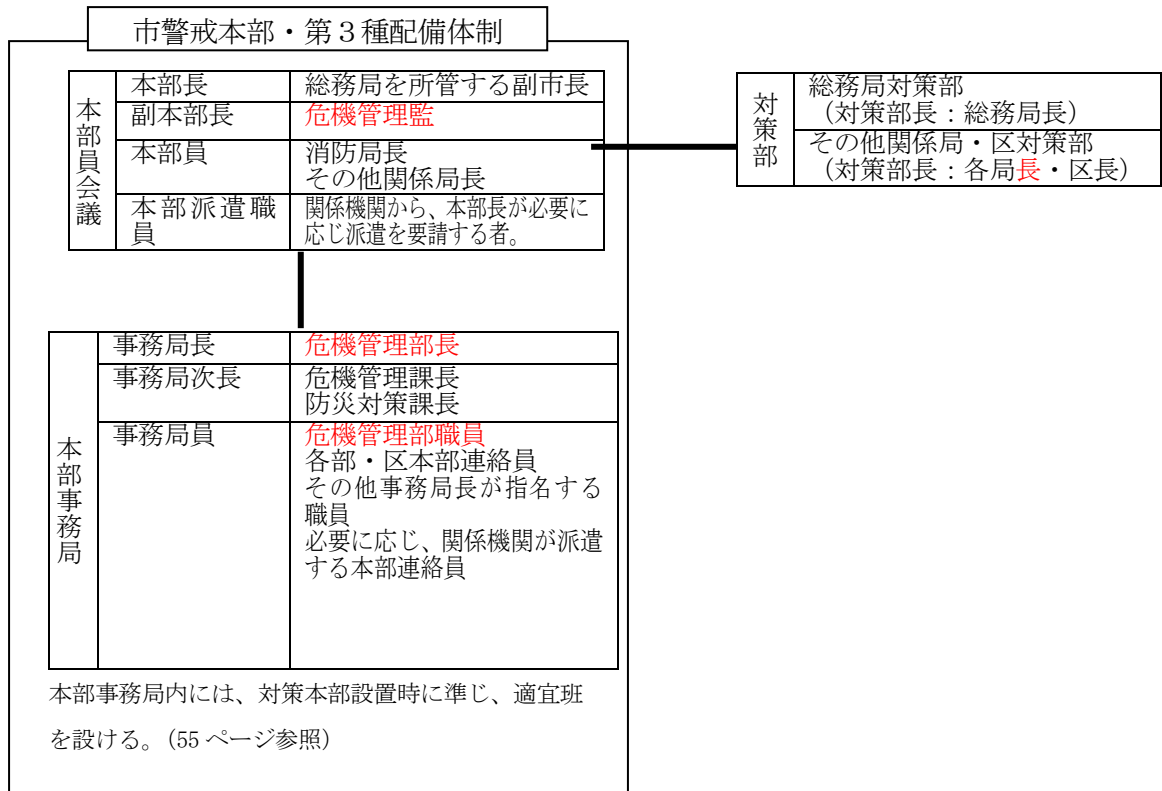 市警戒本部・第３種配備体制
本部員会議
本部長
総務局を所管する副市長
副本部長
危機管理監
本部員
消防局長
その他関係局長
本部派遣職
員
関係機関から、本部長が必要に
応じ派遣を要請する者。
対策部
総務局対策部
（対策部長：総務局長）
その他関係局・区対策部
（対策部長：各局長・区長）
本部事務局
事務局長
危機管理部長
事務局次長
危機管理課長
防災対策課長
事務局員
危機管理部職員
各部・区本部連絡員
その他事務局長が指名する
職員
必要に応じ、関係機関が派遣
する本部連絡員
本部事務局内には、対策本部設置時に準じ、適宜班
を設ける。（55 ページ参照）